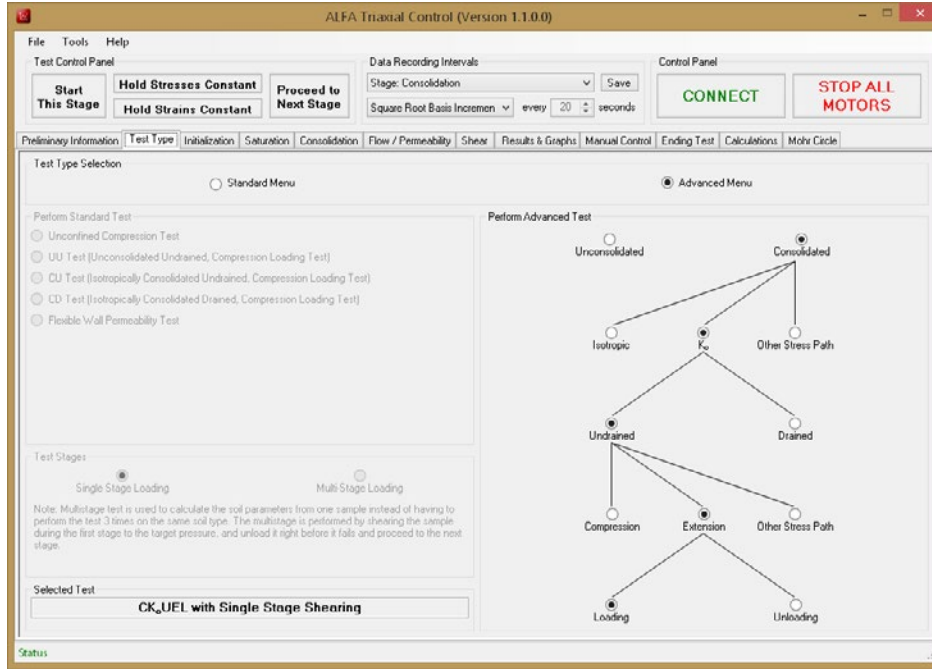 ALFA Triaxial Control (Version 1.1.0.0)
File Tools Help
Test Control Panel
Start This Stage
Hold Stresses Constant
Hold Strains Constant
Proceed to Next Stage
Data Recording Intervals
Stage: Consolidation
Save
Square Root Basis Incremen
every 20 seconds
Control Panel
CONNECT
STOP ALL MOTORS
Preliminary Information Test Type Initialization Saturation Consolidation Flow / Permeability Shear Results & Graphs Manual Control Ending Test Calculations Mohr Circle
Test Type Selection
Standard Menu
Advanced Menu
Perform Standard Test
Unconfined Compression Test
UU Test (Unconsolidated Undrained, Compression Loading Test)
CU Test (Isotropically Consolidated Undrained, Compression Loading Test)
CD Test (Isotropically Consolidated Drained, Compression Loading Test)
Flexible Wall Permeability Test
Test Stages
Single Stage Loading
Multi Stage Loading
Note: Multistage test is used to calculate the soil parameters from one sample instead of having to
perform the test 3 times on the same soil type. The multistage is performed by shearing the sample
during the first stage to the target pressure, and unload it right before it fails and proceed to the next
stage.
Selected Test
CKₒUEL with Single Stage Shearing
Perform Advanced Test
Unconsolidated
Consolidated
Isotropic
Kₒ
Other Stress Path
Undrained
Drained
Compression
Extension
Other Stress Path
Loading
Unloading
Status